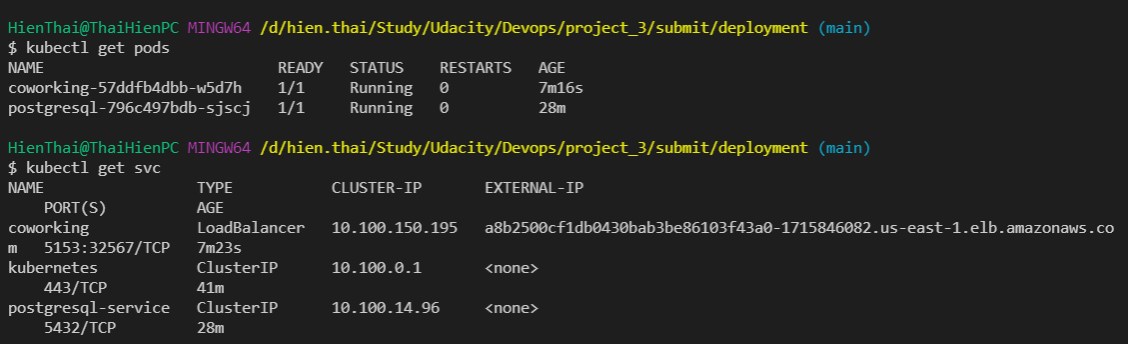 HienThai@ThaiHienPC MINGW64 /d/hien.thai/Study/Udacity/Devops/project_3/submit/deployment (main)
$ kubectl get pods
NAME                         READY   STATUS    RESTARTS   AGE
coworking-57ddfb4dbb-w5d7h   1/1     Running   0          7m16s
postgresql-796c497bdb-sjscj  1/1     Running   0          28m
HienThai@ThaiHienPC MINGW64 /d/hien.thai/Study/Udacity/Devops/project_3/submit/deployment (main)
$ kubectl get svc
NAME                 TYPE           CLUSTER-IP       EXTERNAL-IP
    PORT(S)          AGE
coworking            LoadBalancer   10.100.150.195   a8b2500cf1db0430bab3be86103f43a0-1715846082.us-east-1.elb.amazonaws.co
m   5153:32567/TCP   7m23s
kubernetes           ClusterIP      10.100.0.1       <none>
    443/TCP          41m
postgresql-service   ClusterIP      10.100.14.96     <none>
    5432/TCP         28m